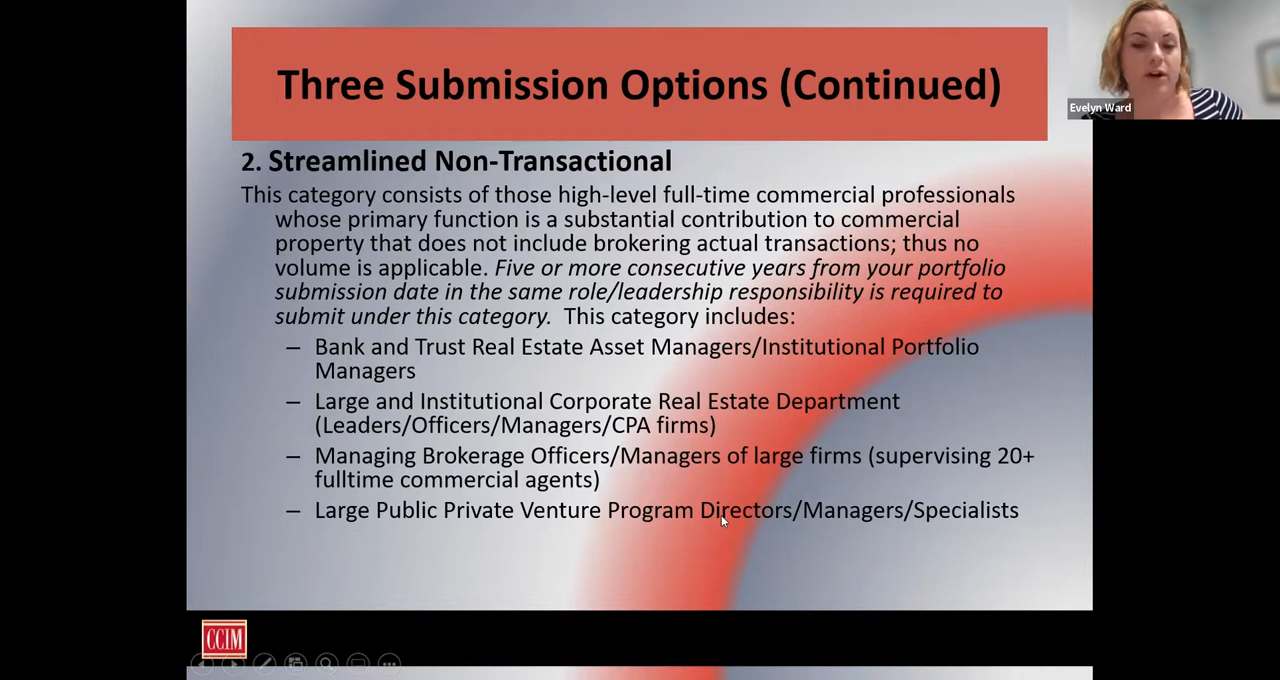 Three Submission Options (Continued)
Evelyn Ward
2. Streamlined Non-Transactional
This category consists of those high-level full-time commercial professionals
whose primary function is a substantial contribution to commercial
property that does not include brokering actual transactions; thus no
volume is applicable. Five or more consecutive years from your portfolio
submission date in the same role/leadership responsibility is required to
submit under this category. This category includes:
– Bank and Trust Real Estate Asset Managers/Institutional Portfolio
Managers
– Large and Institutional Corporate Real Estate Department
(Leaders/Officers/Managers/CPA firms)
– Managing Brokerage Officers/Managers of large firms (supervising 20+
fulltime commercial agents)
– Large Public Private Venture Program Directors/Managers/Specialists
CCIM